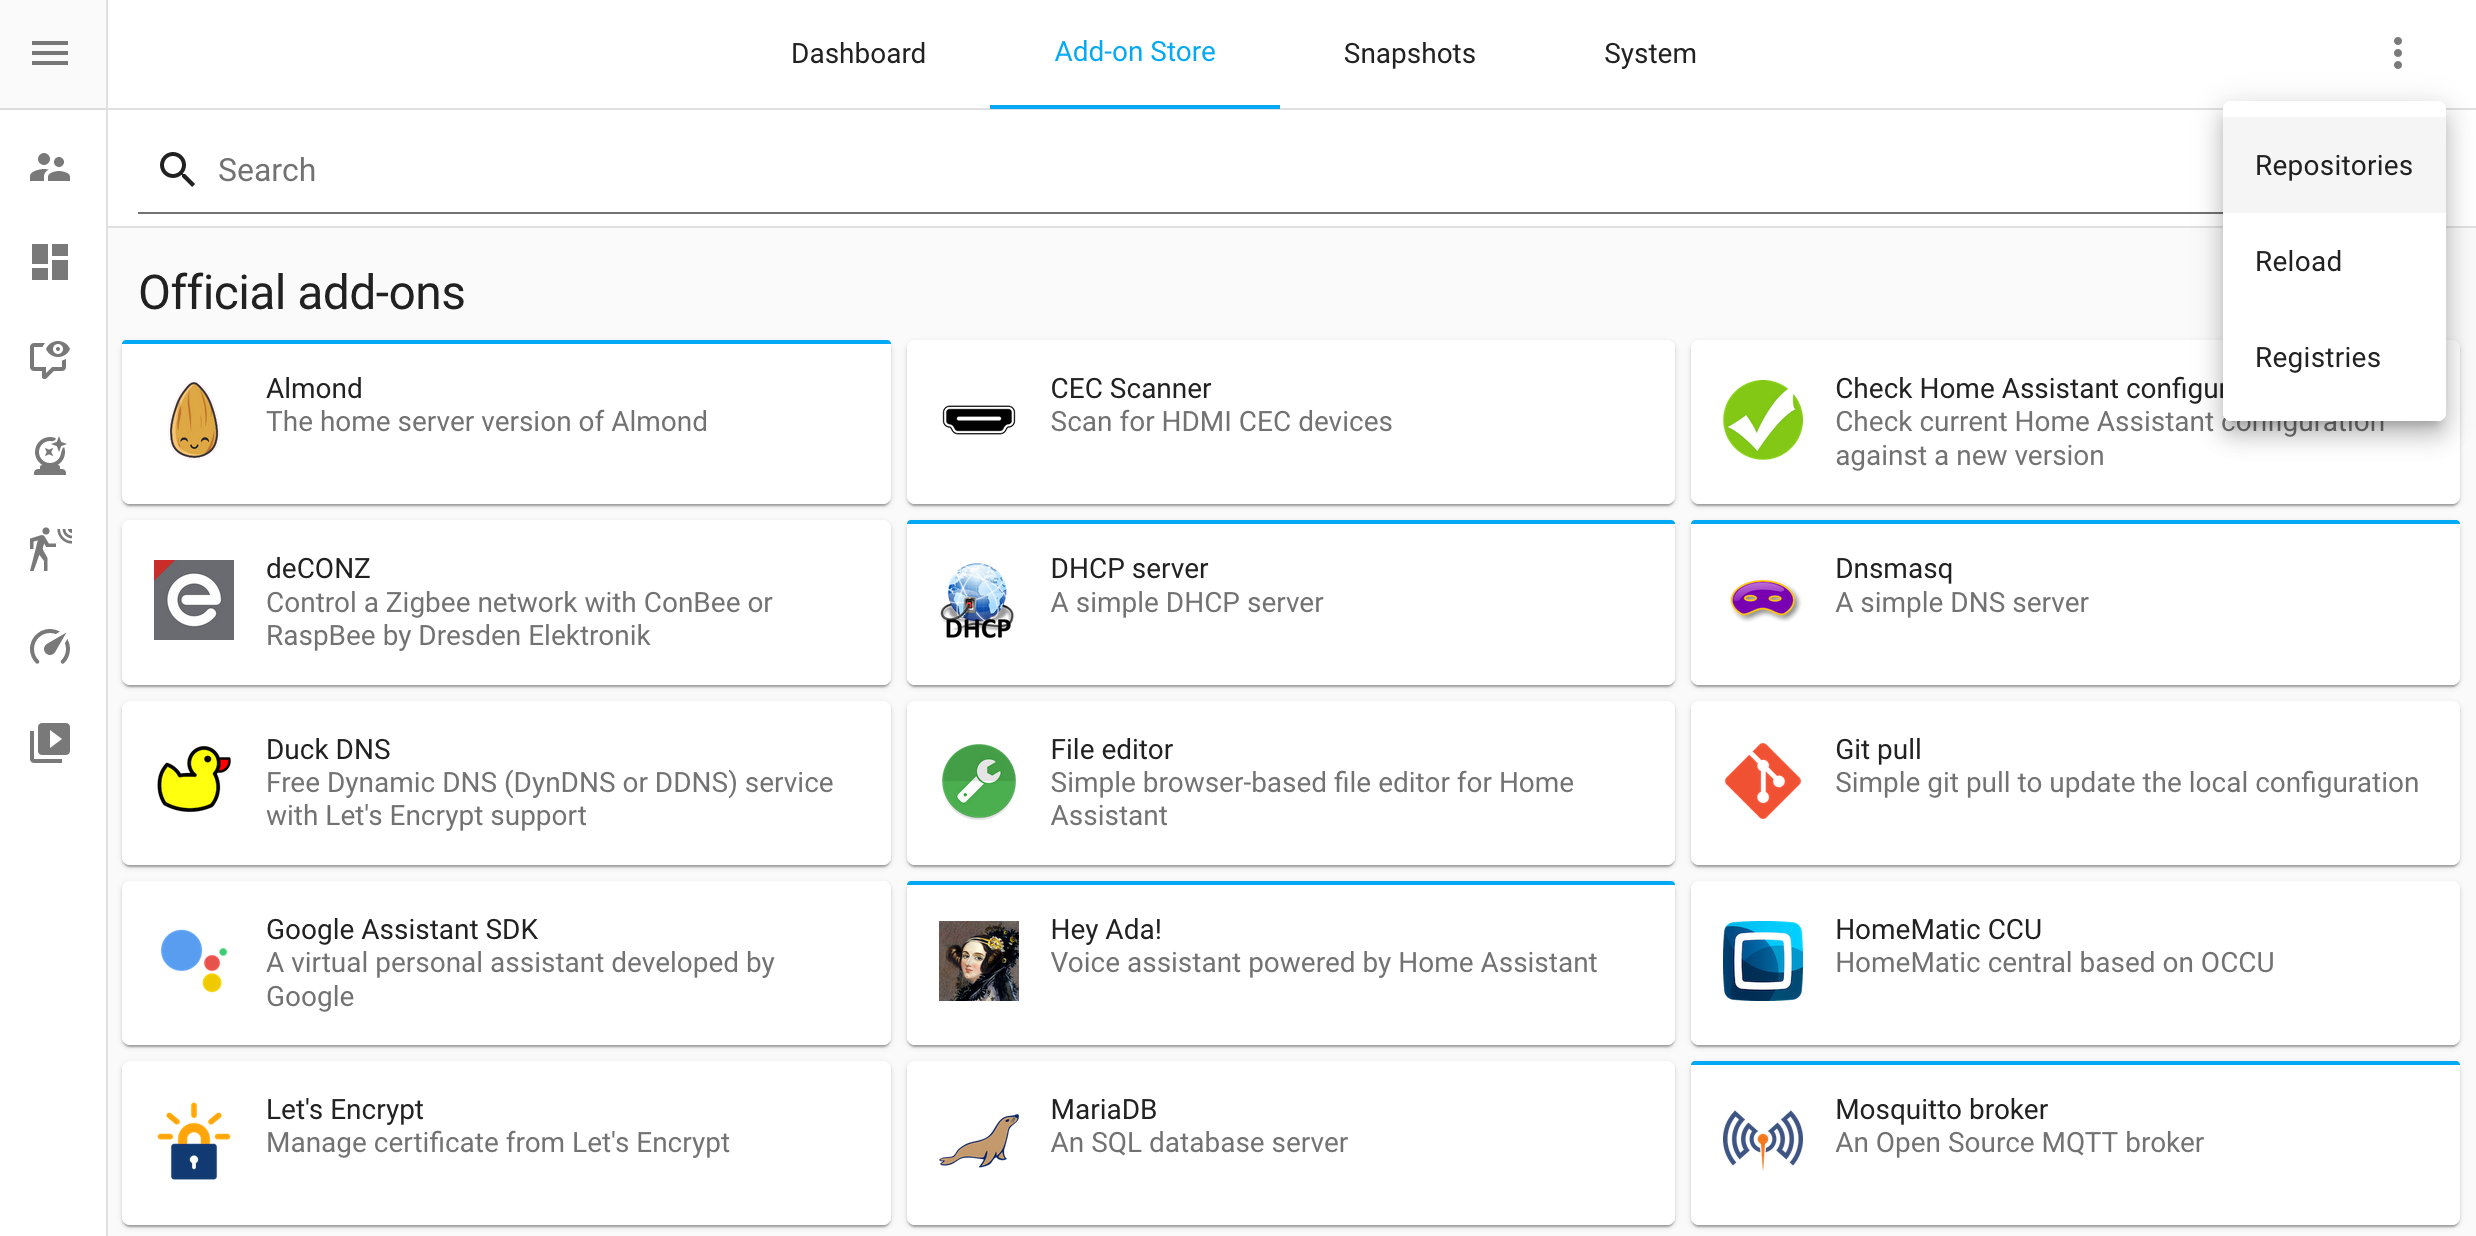 Dashboard
Add-on Store
Snapshots
System
Search
Repositories
Reload
Registries
Official add-ons
Almond
The home server version of Almond
CEC Scanner
Scan for HDMI CEC devices
Check Home Assistant configur
Check current Home Assistant configuration
against a new version
deCONZ
Control a Zigbee network with ConBee or
RaspBee by Dresden Elektronik
DHCP
DHCP server
A simple DHCP server
Dnsmasq
A simple DNS server
Duck DNS
Free Dynamic DNS (DynDNS or DDNS) service
with Let's Encrypt support
File editor
Simple browser-based file editor for Home
Assistant
Git pull
Simple git pull to update the local configuration
Google Assistant SDK
A virtual personal assistant developed by
Google
Hey Ada!
Voice assistant powered by Home Assistant
HomeMatic CCU
HomeMatic central based on OCCU
Let's Encrypt
Manage certificate from Let's Encrypt
MariaDB
An SQL database server
Mosquitto broker
An Open Source MQTT broker